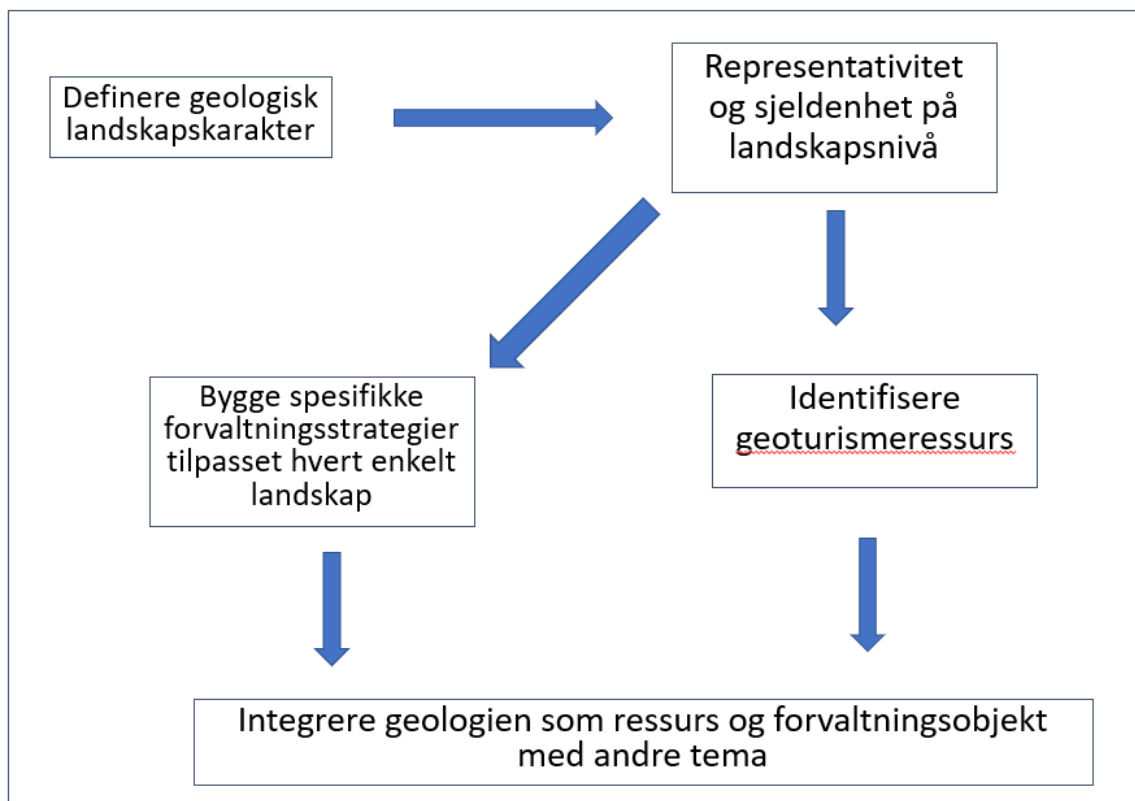 Definere geologisk
landskapskarakter
Representativitet
og sjeldenhet på
landskapsnivå
Bygge spesifikke
forvaltningsstrategier
tilpasset hvert enkelt
landskap
Identifisere
geoturismeressurs
Integrere geologien som ressurs og forvaltningsobjekt
med andre tema